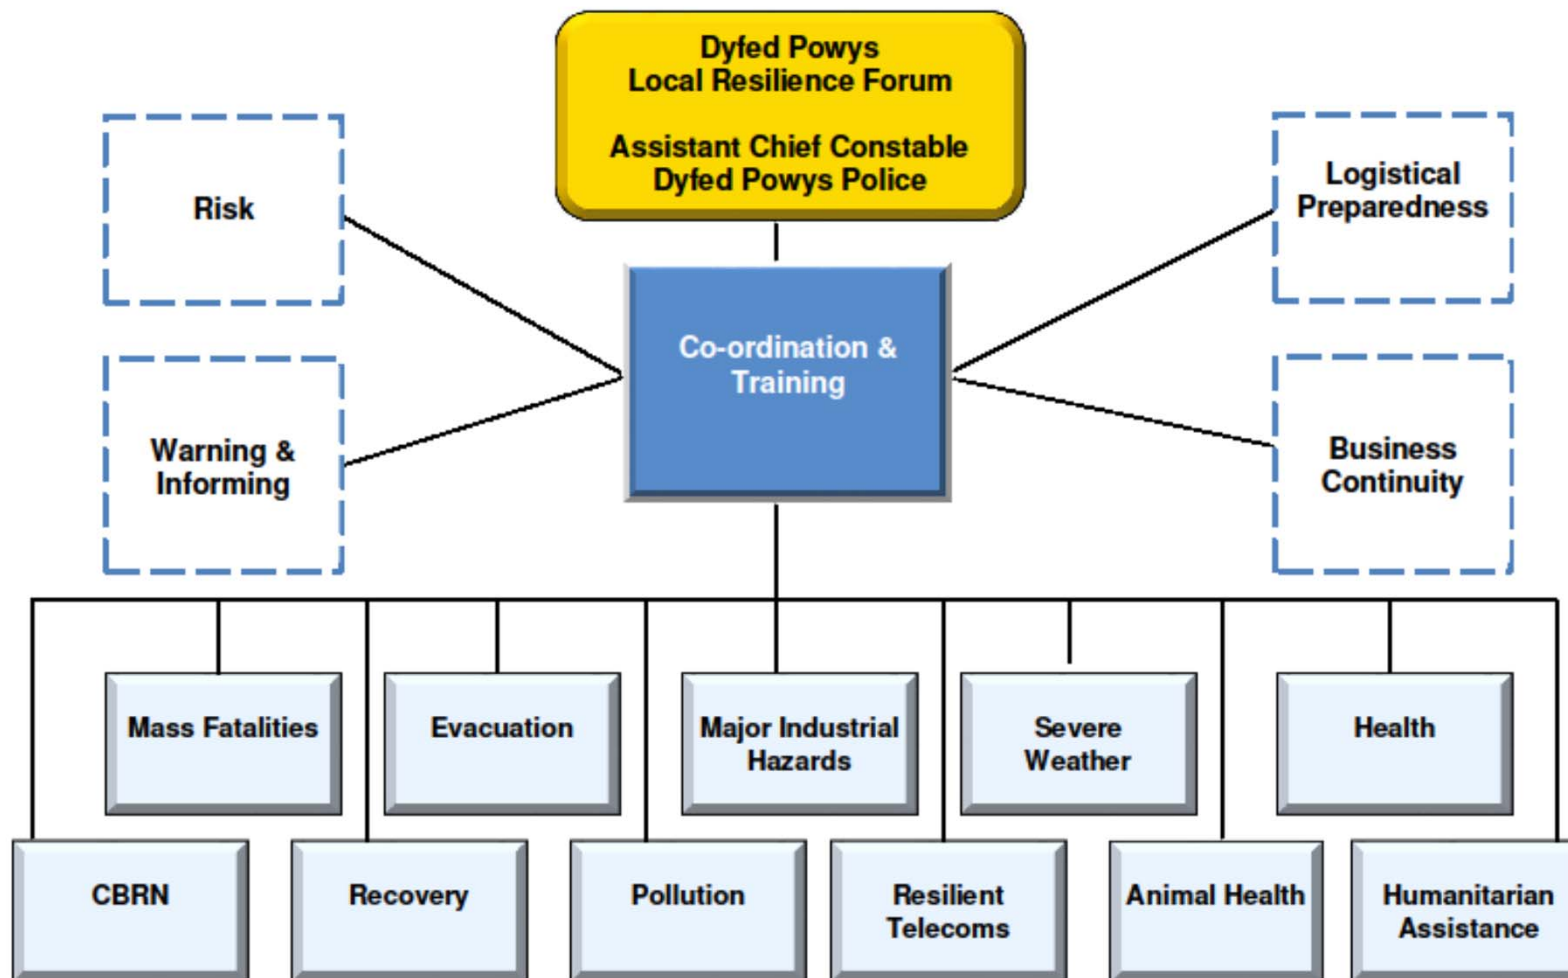 Dyfed Powys
Local Resilience Forum
Assistant Chief Constable
Dyfed Powys Police
Risk
Logistical
Preparedness
Co-ordination &
Training
Warning &
Informing
Business
Continuity
Mass Fatalities
Evacuation
Major Industrial
Hazards
Severe
Weather
Health
CBRN
Recovery
Pollution
Resilient
Telecoms
Animal Health
Humanitarian
Assistance